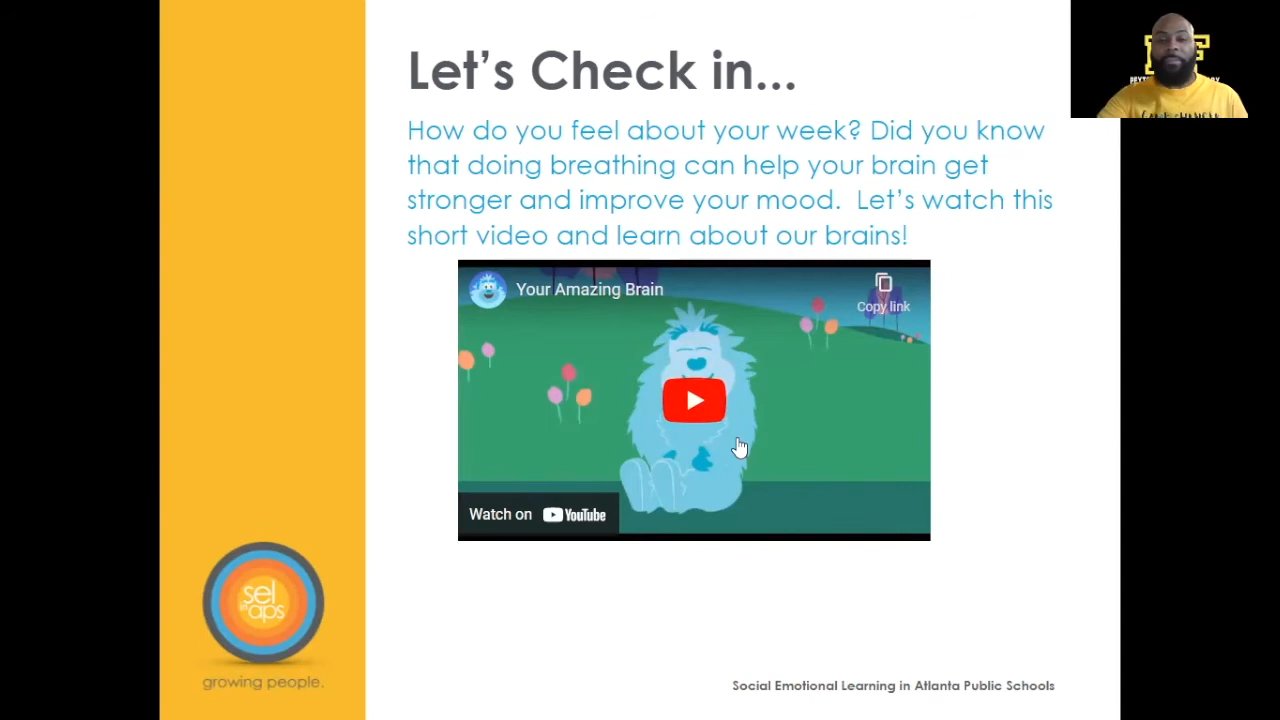 Let's Check in...
How do you feel about your week? Did you know
that doing breathing can help your brain get
stronger and improve your mood.  Let's watch this
short video and learn about our brains!
Your Amazing Brain
Copy link
Watch on YouTube
sel
in aps
growing people.
Social Emotional Learning in Atlanta Public Schools